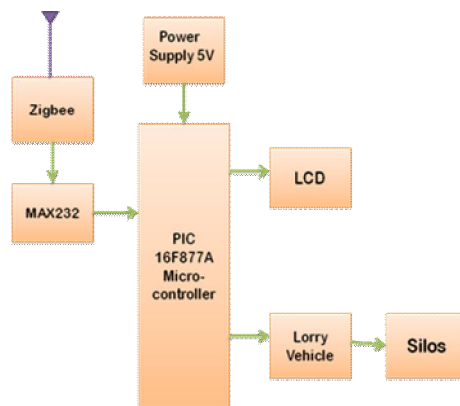 Power
Supply 5V
Zigbee
MAX232
PIC
16F877A
Micro-
controller
LCD
Lorry
Vehicle
Silos